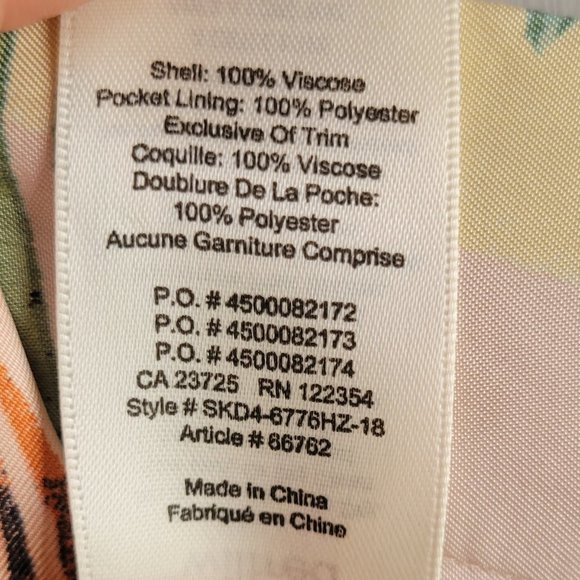 Shell: 100% Viscose
Pocket Lining: 100% Polyester
Exclusive Of Trim
Coquille: 100% Viscose
Doublure De La Poche:
100% Polyester
Aucune Garniture Comprise
P.O. # 4500082172
P.O. # 4500082173
P.O. # 4500082174
CA 23725 RN 122354
Style # SKD4-6776HZ-18
Article # 66762
Made in China
Fabriqué en Chine